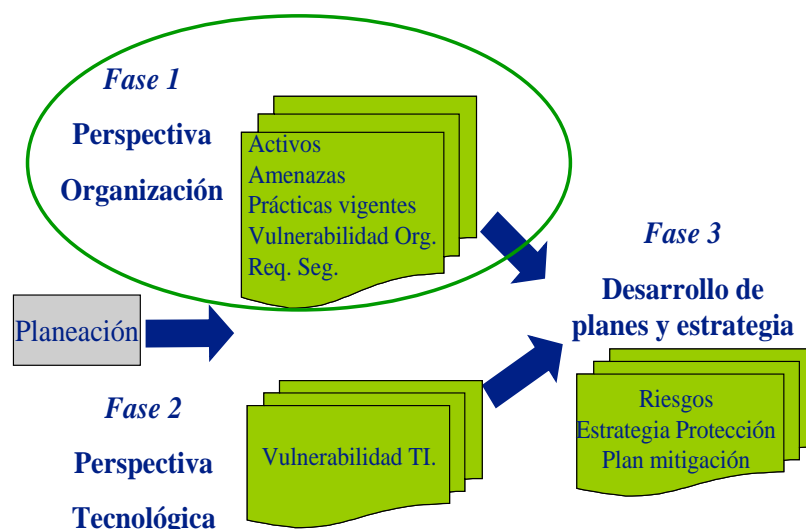 Fase 1
Perspectiva
Organización
Activos
Amenazas
Prácticas vigentes
Vulnerabilidad Org.
Req. Seg.
Planeación
Fase 2
Perspectiva
Tecnológica
Vulnerabilidad TI.
Fase 3
Desarrollo de
planes y estrategia
Riesgos
Estrategia Protección
Plan mitigación